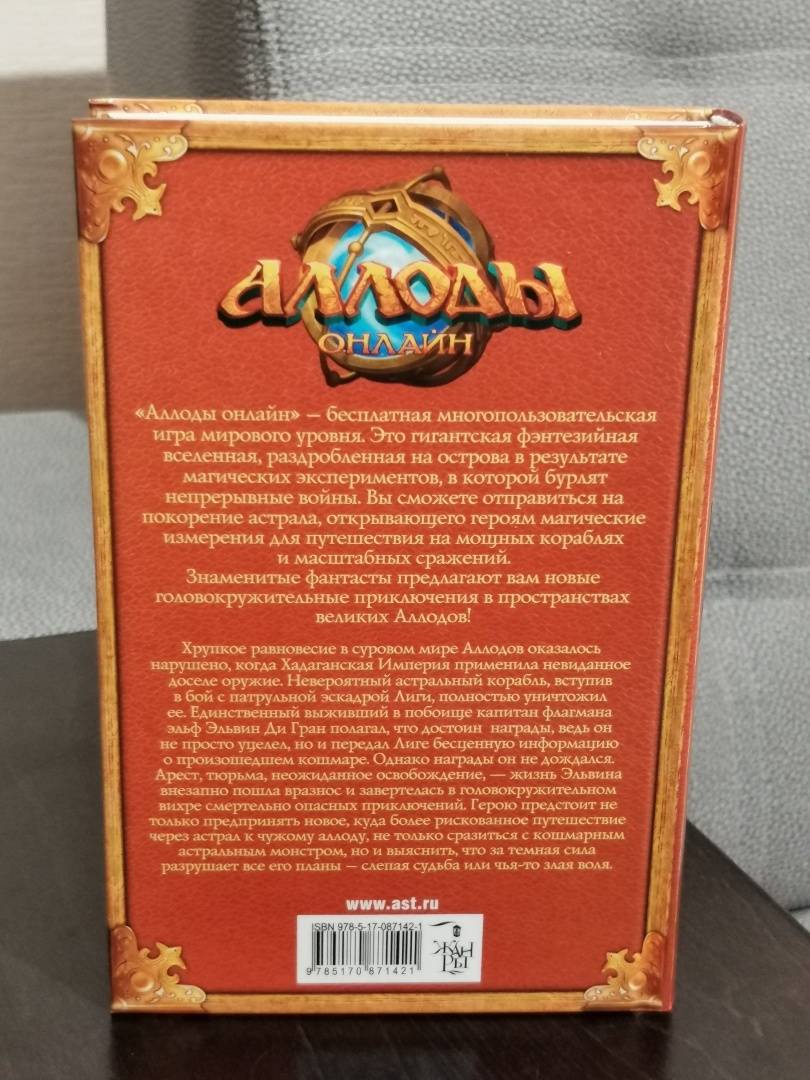 АЛЛОДЫ
ОНЛАЙН
«Аллоды онлайн» — бесплатная многопользовательская
игра мирового уровня. Это гигантская фэнтезийная
вселенная, раздробленная на острова в результате
магических экспериментов, в которой бурлят
непрерывные войны. Вы сможете отправиться на
покорение астрала, открывающего героям магические
измерения для путешествия на мощных кораблях
и масштабных сражений.
Знаменитые фантасты предлагают вам новые
головокружительные приключения в пространствах
великих Аллодов!
Хрупкое равновесие в суровом мире Аллодов оказалось
нарушено, когда Хадаганская Империя применила невиданное
доселе оружие. Невероятный астральный корабль, вступив
в бой с патрульной эскадрой Лиги, полностью уничтожил
ее. Единственный выживший в побоище капитан флагмана
эльф Эльвин Ди Гран полагал, что достоин награды, ведь он
не просто уцелел, но и передал Лиге бесценную информацию
о произошедшем кошмаре. Однако награды он не дождался.
Арест, тюрьма, неожиданное освобождение, — жизнь Эльвина
внезапно пошла вразнос и завертелась в головокружительном
вихре смертельно опасных приключений. Герою предстоит не
только предпринять новое, куда более рискованное путешествие
через астрал к чужому аллоду, не только сразиться с кошмарным
астральным монстром, но и выяснить, что за темная сила
разрушает все его планы — слепая судьба или чья-то злая воля.
www.ast.ru
ISBN 978-5-17-087142-1
9 785170 871421
ЖАНРЫ